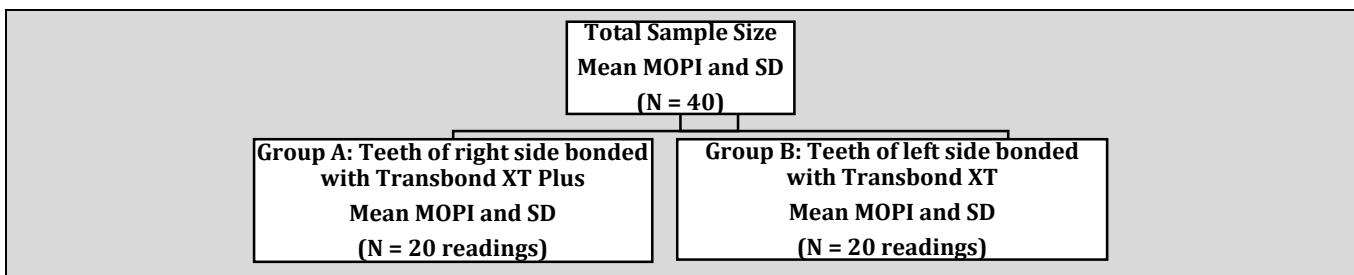 Total Sample Size
Mean MOPI and SD
(N = 40)
Group A: Teeth of right side bonded
with Transbond XT Plus
Mean MOPI and SD
(N = 20 readings)
Group B: Teeth of left side bonded
with Transbond XT
Mean MOPI and SD
(N = 20 readings)